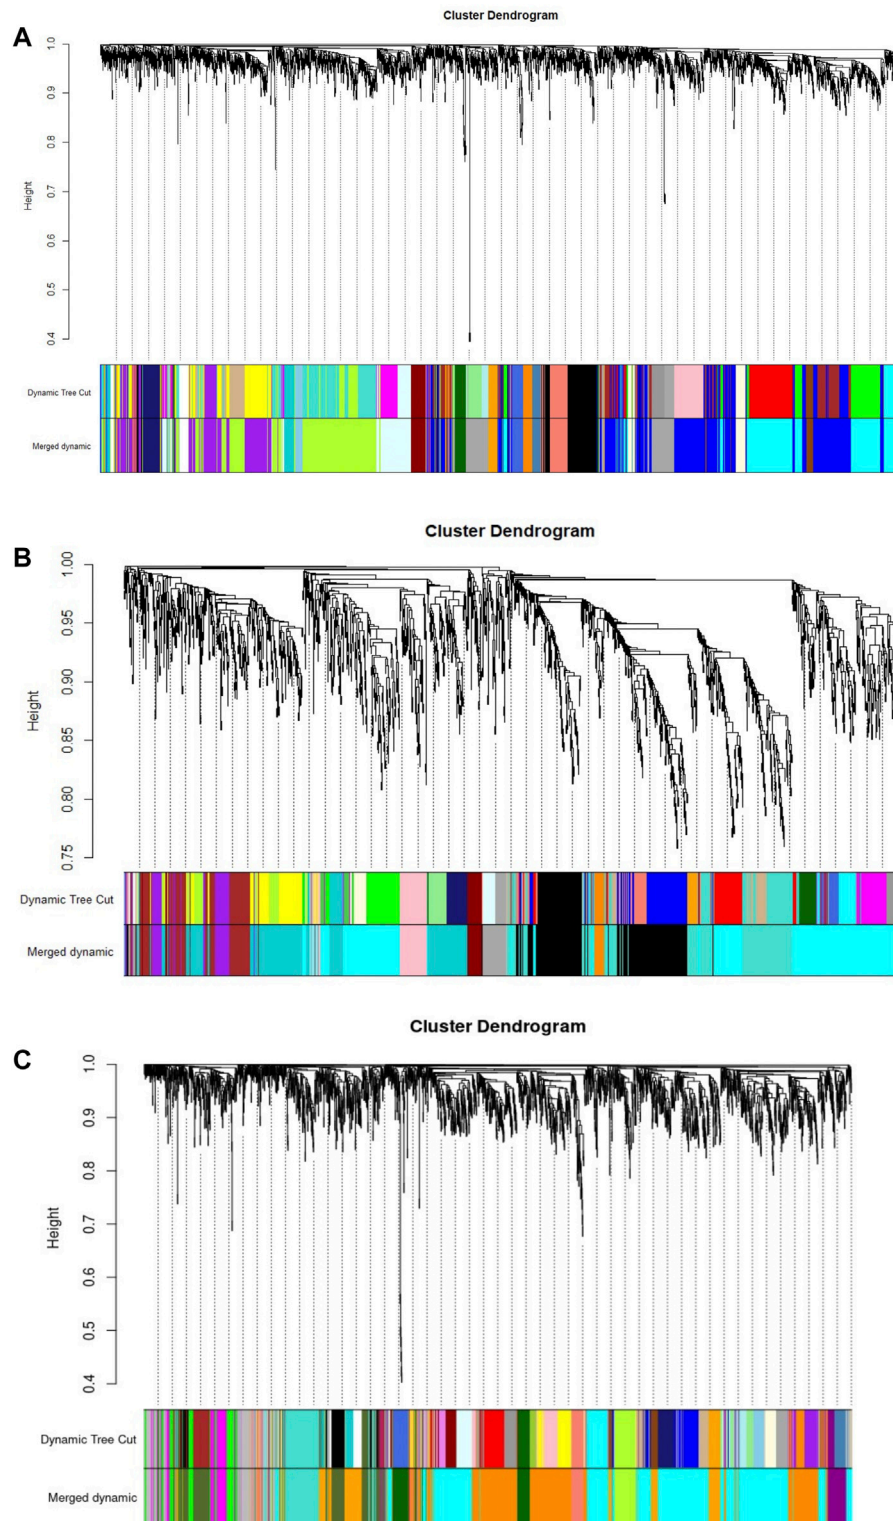 Cluster Dendrogram
A
1.0
0.9
0.8
0.7
0.6
0.5
0.4
Height
Dynamic Tree Cut
Merged dynamic
Cluster Dendrogram
B
1.00
0.95
0.90
0.85
0.80
0.75
Height
Dynamic Tree Cut
Merged dynamic
Cluster Dendrogram
C
1.0
0.9
0.8
0.7
0.6
0.5
0.4
Height
Dynamic Tree Cut
Merged dynamic